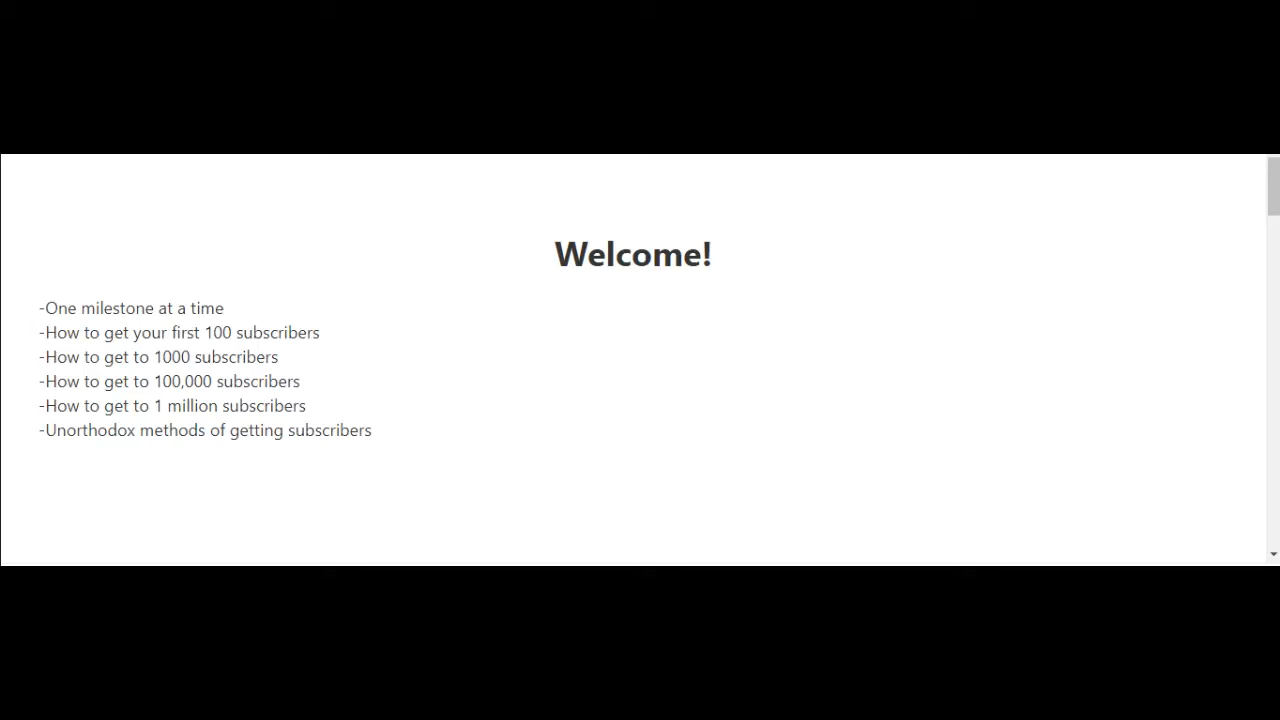 Welcome!
-One milestone at a time
-How to get your first 100 subscribers
-How to get to 1000 subscribers
-How to get to 100,000 subscribers
-How to get to 1 million subscribers
-Unorthodox methods of getting subscribers